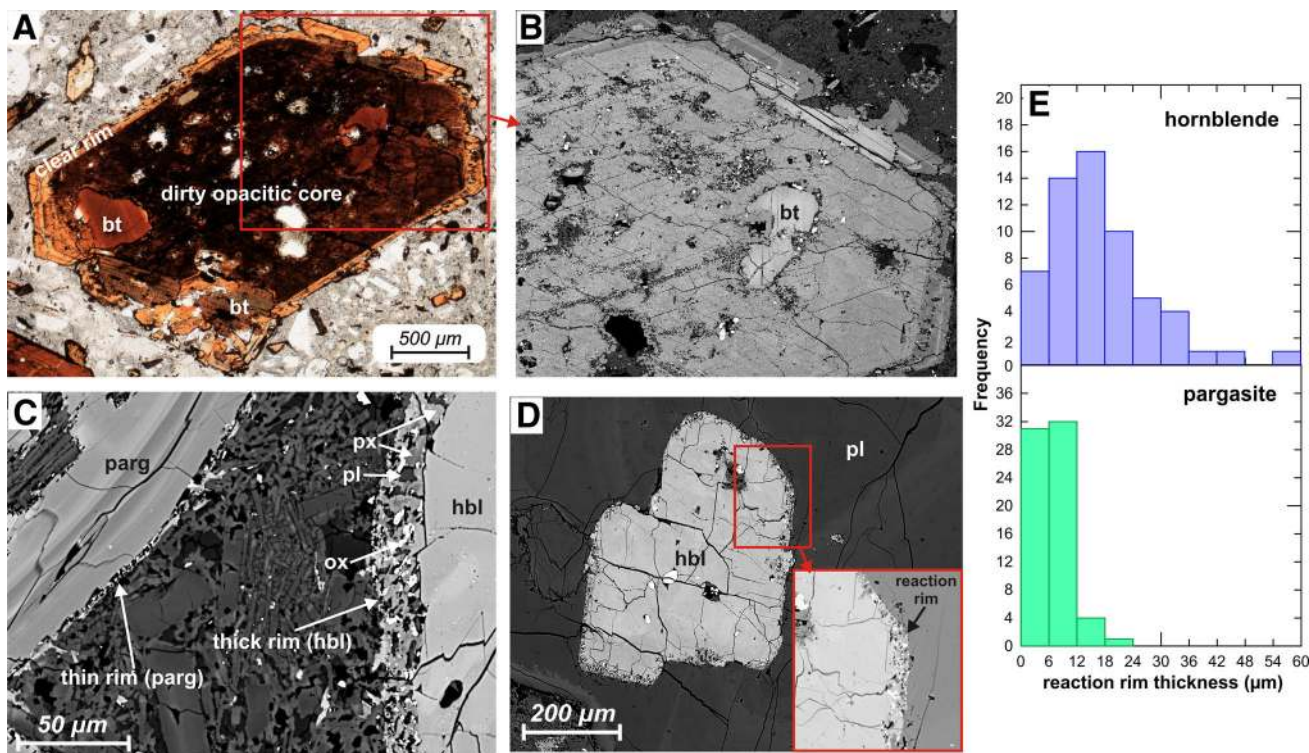 A
clear rim
dirty opacitic core
bt
bt
500 µm
B
bt
C
parg
px
pl
hbl
ox
thick rim (hbl)
thin rim (parg)
50 µm
D
pl
hbl
reaction
rim
200 µm
E
hornblende
20
18
16
14
12
10
8
6
4
2
0
pargasite
36
32
28
24
20
16
12
8
4
0
Frequency
0 6 12 18 24 30 36 42 48 54 60
reaction rim thickness (µm)